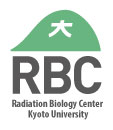 大
RBC
Radiation Biology Center
Kyoto University